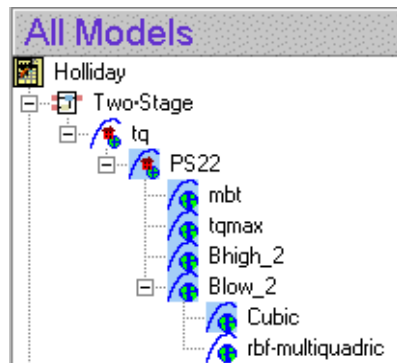 All Models
Holliday
Two-Stage
tq
PS22
mbt
tqmax
Bhigh_2
Blow_2
Cubic
rbf-multiquadric